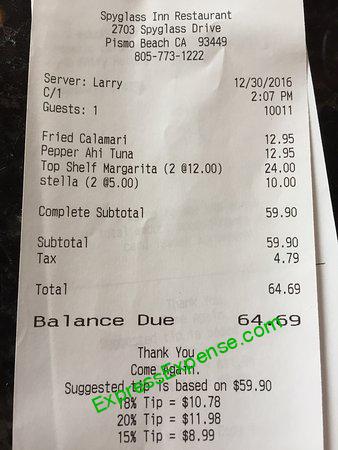 Spyglass Inn Restaurant
2703 Spyglass Drive
Pismo Beach CA 93449
805-773-1222
Server: Larry 12/30/2016
C/1 2:07 PM
Guests: 1 10011
Fried Calamari 12.95
Pepper Ahi Tuna 12.95
Top Shelf Margarita (2 @12.00) 24.00
stella (2 @5.00) 10.00
Complete Subtotal 59.90
Subtotal 59.90
Tax 4.79
Total 64.69
Balance Due 64.69
Thank You
Come Again.
Suggested Tip is based on $59.90
18% Tip = $10.78
20% Tip = $11.98
15% Tip = $8.99
ExpressExpense.com